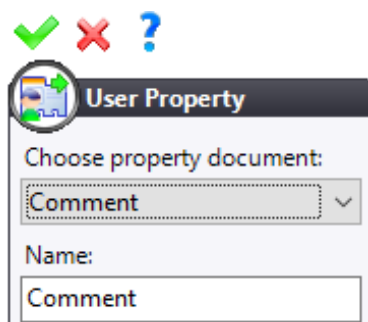 User Property
Choose property document:
Comment
Name:
Comment